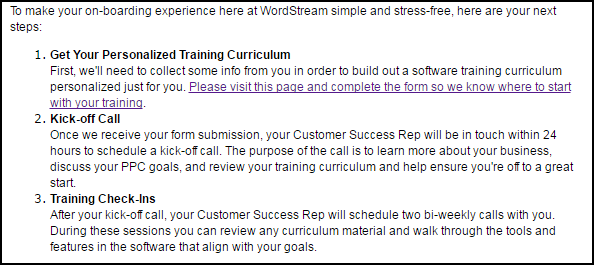 To make your on-boarding experience here at WordStream simple and stress-free, here are your next
steps:
1. Get Your Personalized Training Curriculum
First, we'll need to collect some info from you in order to build out a software training curriculum
personalized just for you. Please visit this page and complete the form so we know where to start
with your training.
2. Kick-off Call
Once we receive your form submission, your Customer Success Rep will be in touch within 24
hours to schedule a kick-off call. The purpose of the call is to learn more about your business,
discuss your PPC goals, and review your training curriculum and help ensure you're off to a great
start.
3. Training Check-Ins
After your kick-off call, your Customer Success Rep will schedule two bi-weekly calls with you.
During these sessions you can review any curriculum material and walk through the tools and
features in the software that align with your goals.